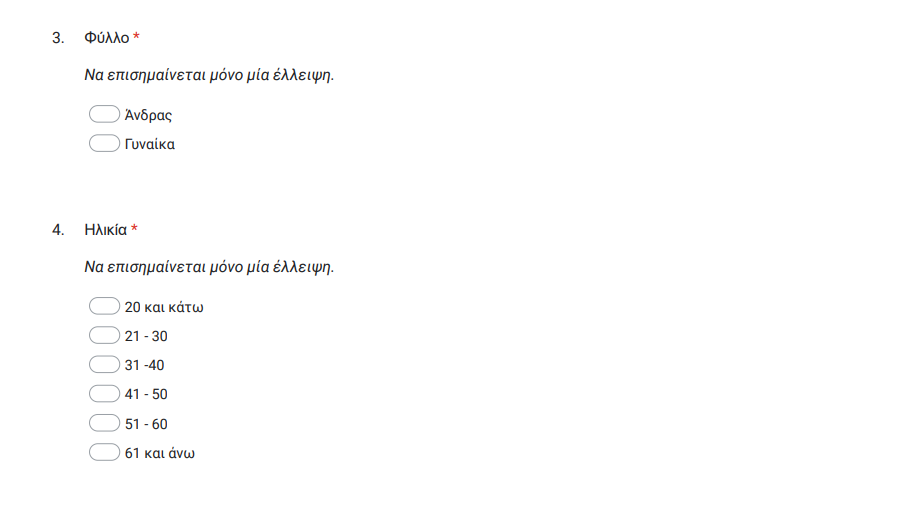 3. Φύλλο *
Να επισημαίνεται μόνο μία έλλειψη.
Άνδρας
Γυναίκα
4. Ηλικία *
Να επισημαίνεται μόνο μία έλλειψη.
20 και κάτω
21 - 30
31 -40
41 - 50
51 - 60
61 και άνω